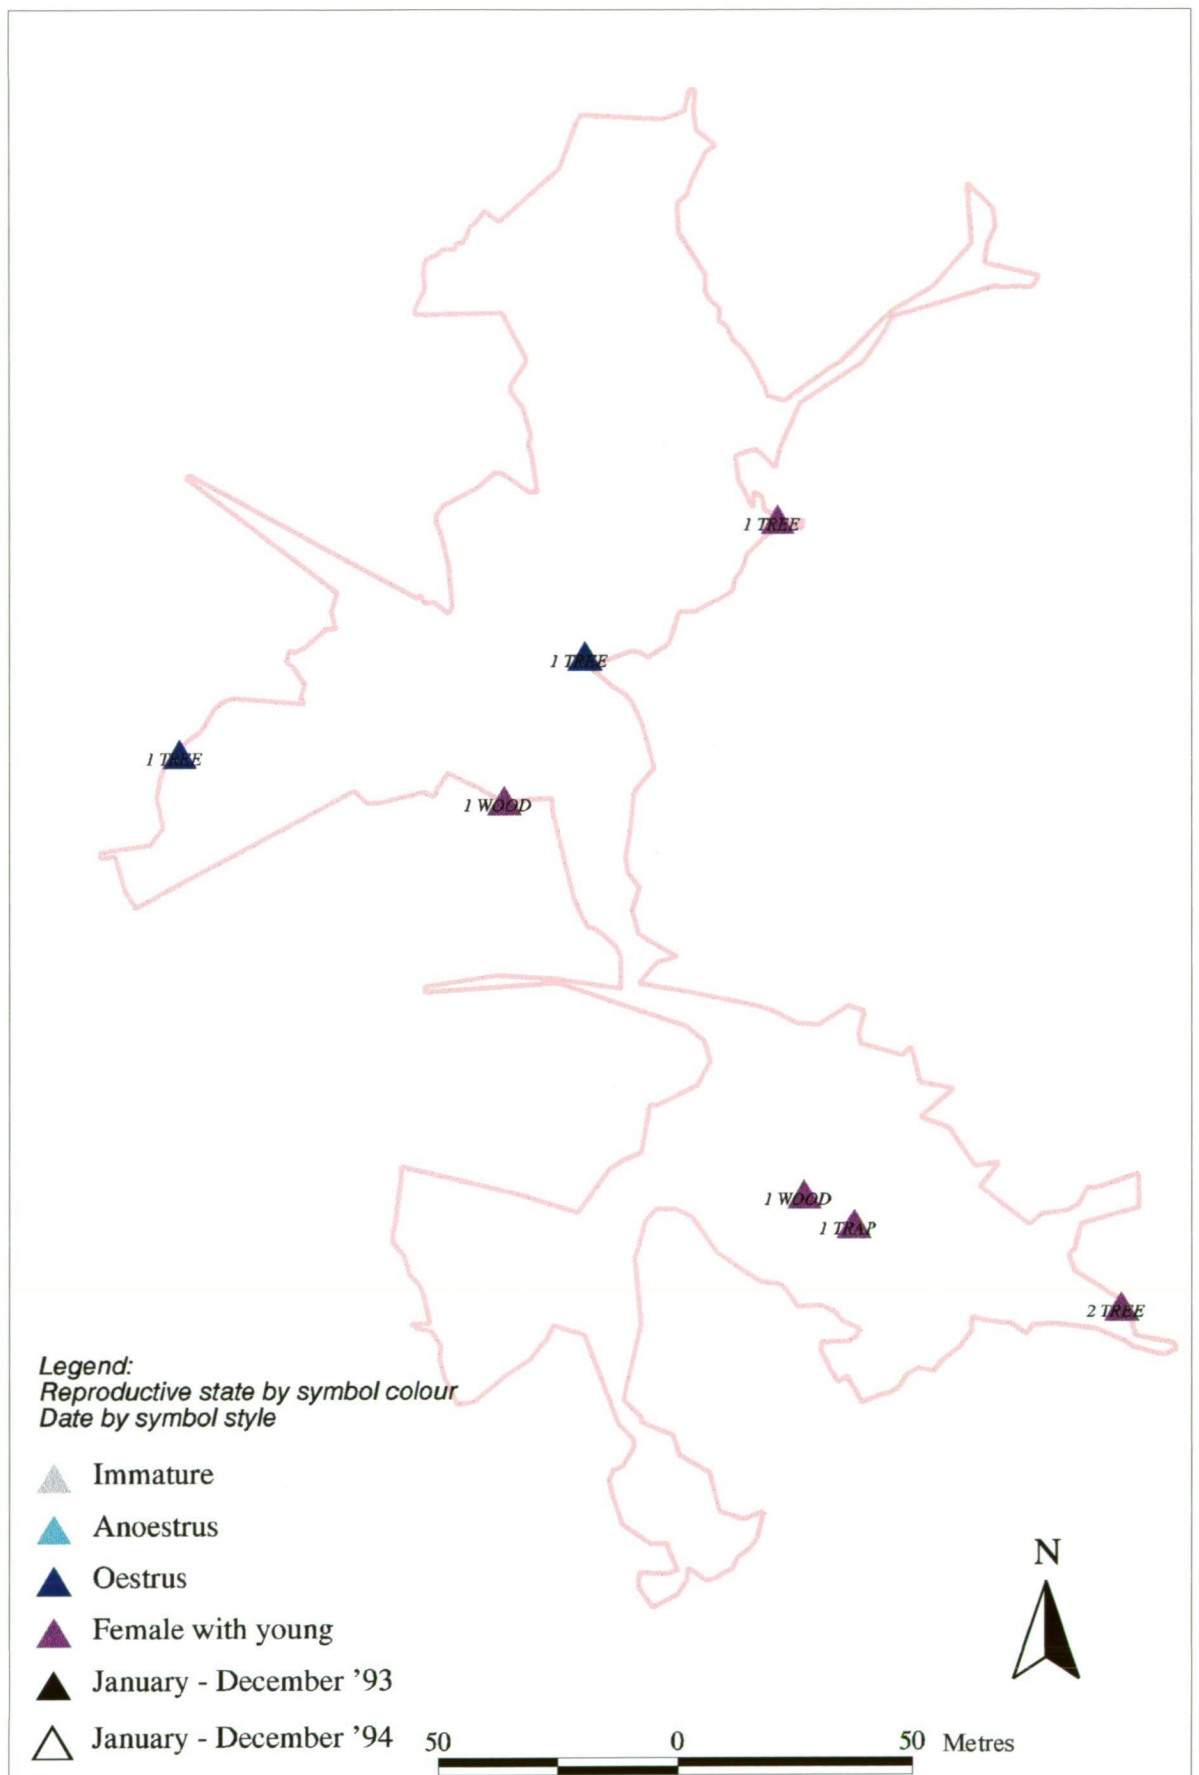 1 TREE
1 TREE
1 TREE
1 WOOD
1 WOOD
1 TRAP
2 TREE
Legend:
Reproductive state by symbol colour
Date by symbol style
Immature
Anoestrus
Oestrus
Female with young
January - December ’93
January - December ’94
N
50 0 50 Metres